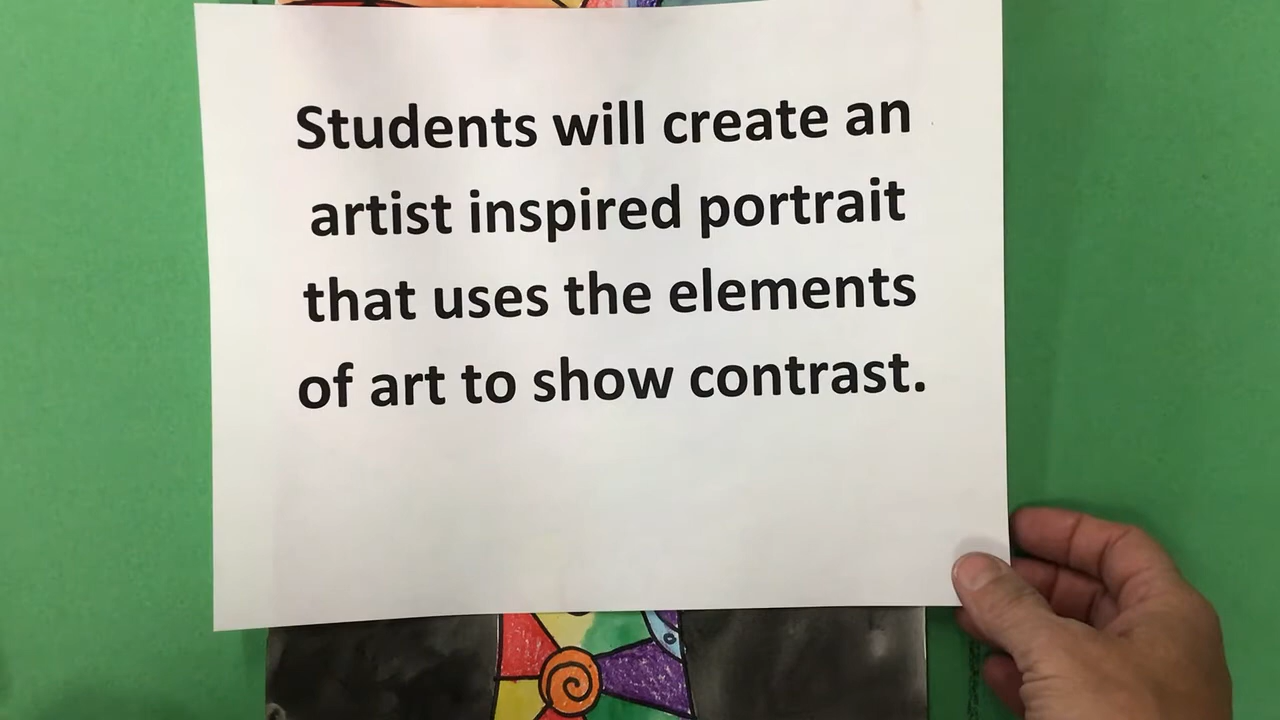 Students will create an
artist inspired portrait
that uses the elements
of art to show contrast.